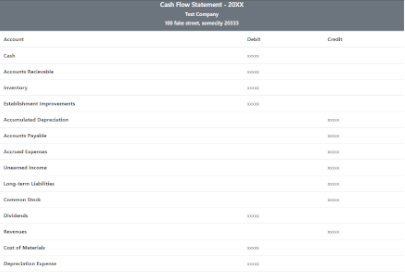 Cash Flow Statement - 20XX
Test Company
100 fake street, somecity 20333
Account Debit Credit
Cash xxxxx
Accounts Recievable xxxxx
Inventory xxxxx
Establishment Improvements xxxxx
Accumulated Depreciation xxxxx
Accounts Payable xxxxx
Accrued Expenses xxxxx
Unearned Income xxxxx
Long-term Liabilities xxxxx
Common Stock xxxxx
Dividends xxxxx
Revenues xxxxx
Cost of Materials xxxxx
Depreciation Expense xxxxx